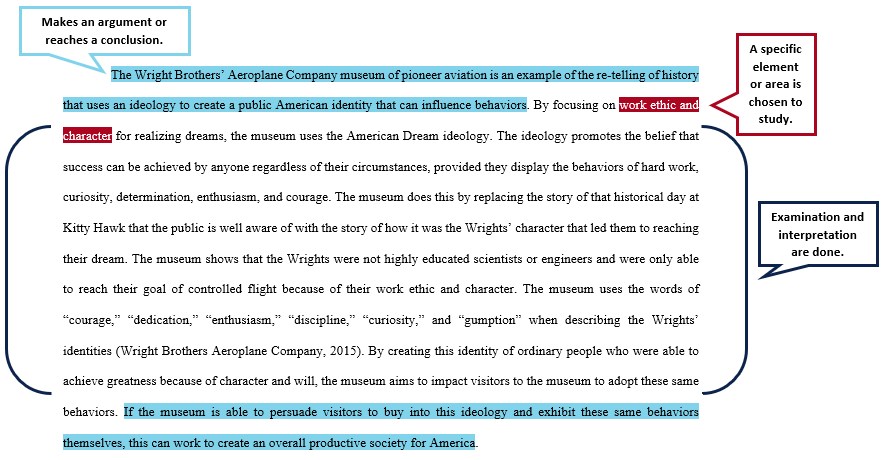 Makes an argument or
reaches a conclusion.
The Wright Brothers’ Aeroplane Company museum of pioneer aviation is an example of the re-telling of history
that uses an ideology to create a public American identity that can influence behaviors. By focusing on work ethic and
character for realizing dreams, the museum uses the American Dream ideology. The ideology promotes the belief that
success can be achieved by anyone regardless of their circumstances, provided they display the behaviors of hard work,
curiosity, determination, enthusiasm, and courage. The museum does this by replacing the story of that historical day at
Kitty Hawk that the public is well aware of with the story of how it was the Wrights’ character that led them to reaching
their dream. The museum shows that the Wrights were not highly educated scientists or engineers and were only able
to reach their goal of controlled flight because of their work ethic and character. The museum uses the words of
“courage,” “dedication,” “enthusiasm,” “discipline,” “curiosity,” and “gumption” when describing the Wrights’
identities (Wright Brothers Aeroplane Company, 2015). By creating this identity of ordinary people who were able to
achieve greatness because of character and will, the museum aims to impact visitors to the museum to adopt these same
behaviors. If the museum is able to persuade visitors to buy into this ideology and exhibit these same behaviors
themselves, this can work to create an overall productive society for America.
A specific
element
or area is
chosen to
study.
Examination and
interpretation
are done.